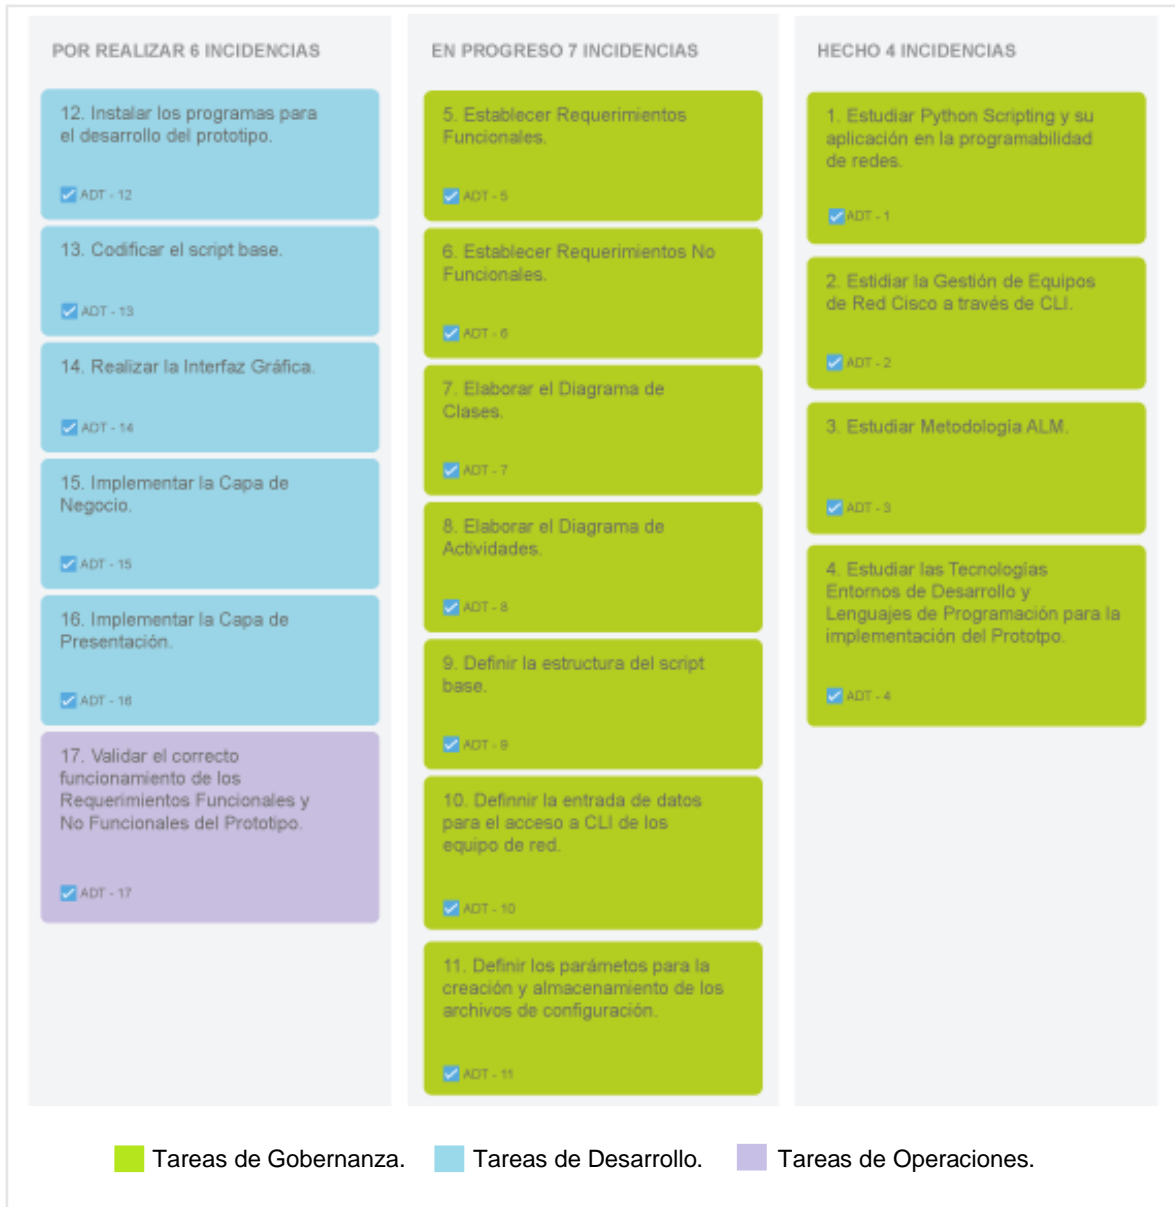 POR REALIZAR 6 INCIDENCIAS
12. Instalar los programas para
el desarrollo del prototipo.
ADT - 12
13. Codificar el script base.
ADT - 13
14. Realizar la Interfaz Gráfica.
ADT - 14
15. Implementar la Capa de
Negocio.
ADT - 15
16. Implementar la Capa de
Presentación.
ADT - 16
17. Validar el correcto
funcionamiento de los
Requerimientos Funcionales y
No Funcionales del Prototipo.
ADT - 17
EN PROGRESO 7 INCIDENCIAS
5. Establecer Requerimientos
Funcionales.
ADT - 5
6. Establecer Requerimientos No
Funcionales.
ADT - 6
7. Elaborar el Diagrama de
Clases.
ADT - 7
8. Elaborar el Diagrama de
Actividades.
ADT - 8
9. Definir la estructura del script
base.
ADT - 9
10. Definnir la entrada de datos
para el acceso a CLI de los
equipo de red.
ADT - 10
11. Definir los parámetos para la
creación y almacenamiento de los
archivos de configuración.
ADT - 11
HECHO 4 INCIDENCIAS
1. Estudiar Python Scripting y su
aplicación en la programabilidad
de redes.
ADT - 1
2. Estidiar la Gestión de Equipos
de Red Cisco a través de CLI.
ADT - 2
3. Estudiar Metodología ALM.
ADT - 3
4. Estudiar las Tecnologías
Entornos de Desarrollo y
Lenguajes de Programación para la
implementación del Prototpo.
ADT - 4
Tareas de Gobernanza. Tareas de Desarrollo. Tareas de Operaciones.